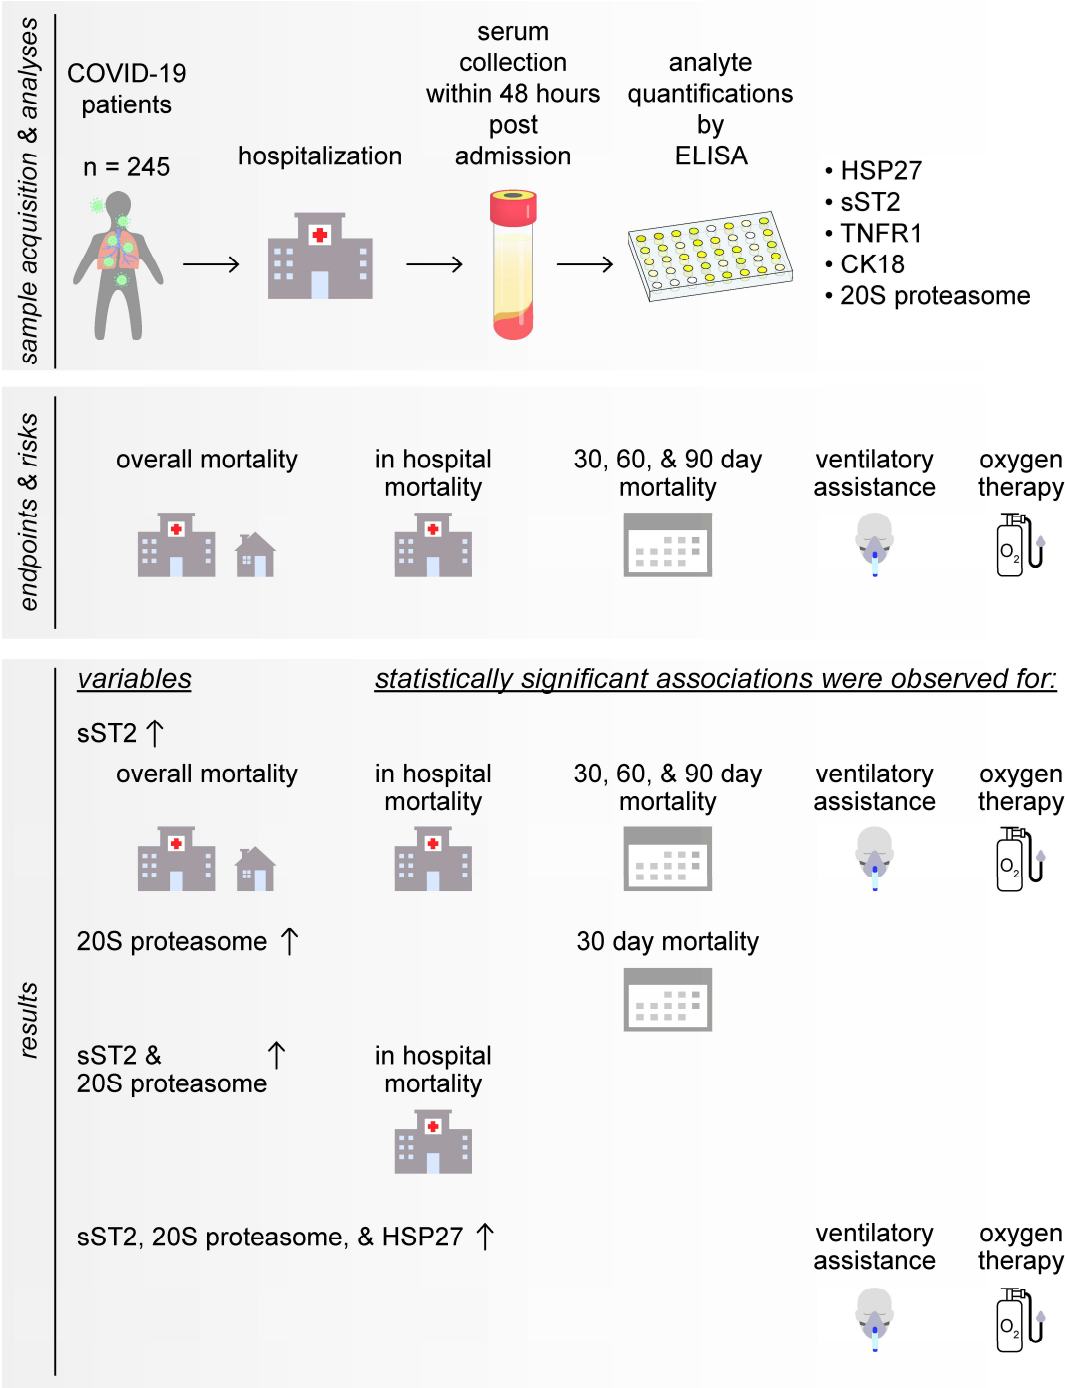 sample acquisition & analyses
COVID-19
patients
n = 245
hospitalization
serum
collection
within 48 hours
post
admission
analyte
quantifications
by
ELISA
• HSP27
• sST2
• TNFR1
• CK18
• 20S proteasome
endpoints & risks
overall mortality
in hospital
mortality
30, 60, & 90 day
mortality
ventilatory
assistance
oxygen
therapy
O2
results
variables
statistically significant associations were observed for:
sST2 ↑
overall mortality
in hospital
mortality
30, 60, & 90 day
mortality
ventilatory
assistance
oxygen
therapy
O2
20S proteasome ↑
30 day mortality
sST2 & ↑
20S proteasome
in hospital
mortality
sST2, 20S proteasome, & HSP27 ↑
ventilatory
assistance
oxygen
therapy
O2